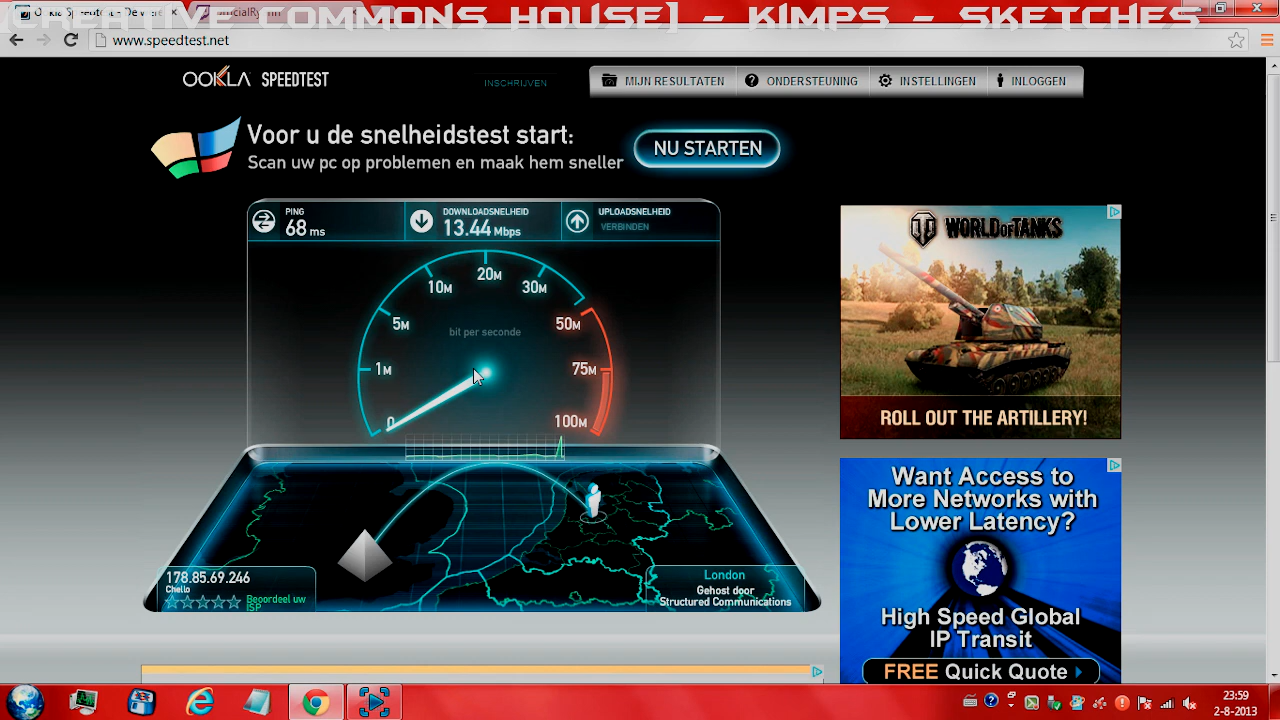 [CREATIVE COMMONS HOUSE] - KIMPS - SKETCHES
www.speedtest.net
OOKLA SPEEDTEST
INSCHRIJVEN
MIJN RESULTATEN
ONDERSTEUNING
INSTELLINGEN
INLOGGEN
Voor u de snelheidstest start:
Scan uw pc op problemen en maak hem sneller
NU STARTEN
PING
68 ms
DOWNLOADSNELHEID
13.44 Mbps
UPLOADSNELHEID
VERBINDEN
20M
10M
30M
5M
50M
bit per seconde
1M
75M
0
100M
178.85.69.246
Chello
Beoordeel uw
ISP
London
Gehost door
Structured Communications
WORLD OF TANKS
ROLL OUT THE ARTILLERY!
Want Access to
More Networks with
Lower Latency?
High Speed Global
IP Transit
FREE Quick Quote
23:59
2-8-2013